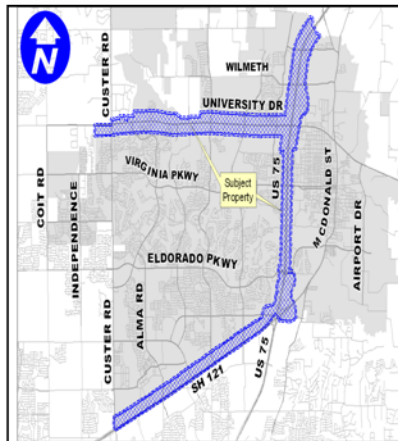 N
CUSTER RD
WILMETH
UNIVERSITY DR
COIT RD
INDEPENDENCE
VIRGINIA PKWY
US 75
MCDONALD ST
AIRPORT DR
Subject
Property
ELDORADO PKWY
CUSTER RD
ALMA RD
SH 121
US 75